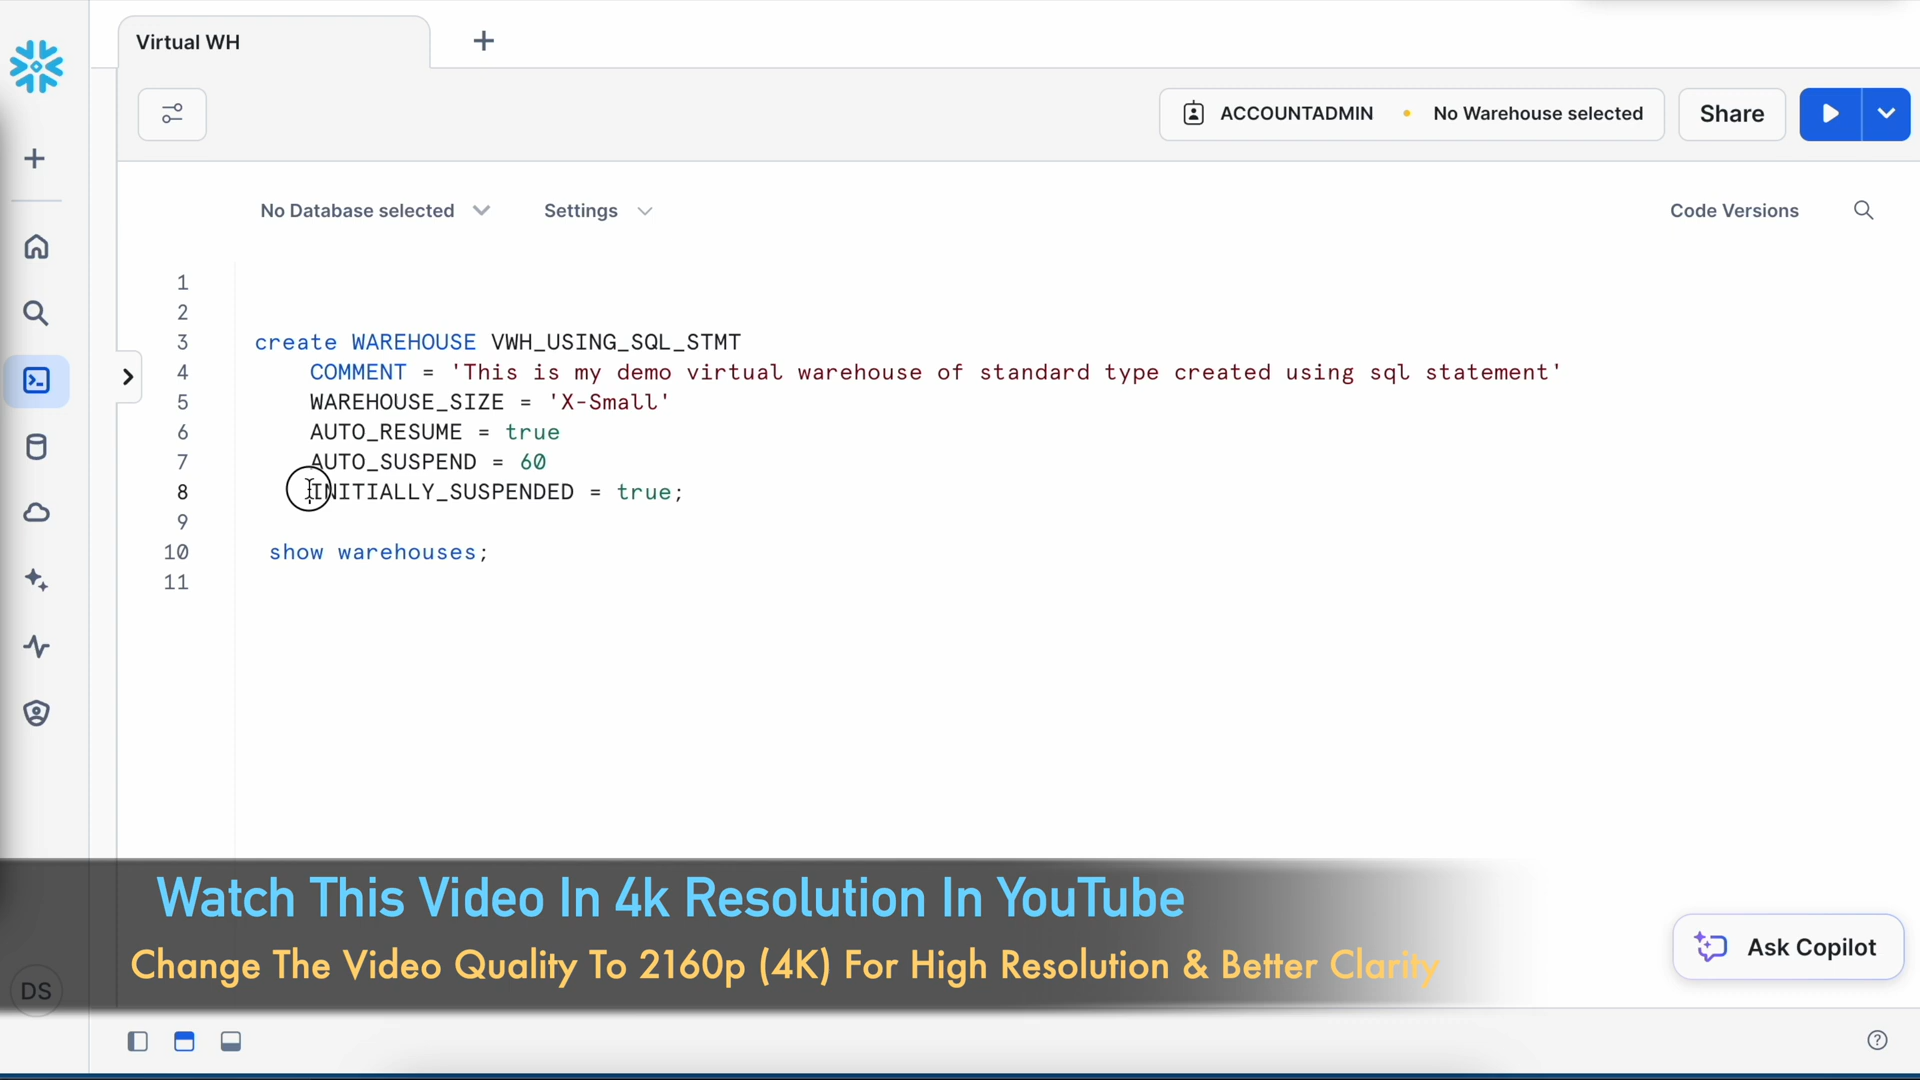 Virtual WH
ACCOUNTADMIN
No Warehouse selected
Share
No Database selected
Settings
Code Versions
1
2
3 create WAREHOUSE VWH_USING_SQL_STMT
4 COMMENT = 'This is my demo virtual warehouse of standard type created using sql statement'
5 WAREHOUSE_SIZE = 'X-Small'
6 AUTO_RESUME = true
7 AUTO_SUSPEND = 60
8 INITIALLY_SUSPENDED = true;
9
10 show warehouses;
11
Watch This Video In 4k Resolution In YouTube
Change The Video Quality To 2160p (4K) For High Resolution & Better Clarity
Ask Copilot
DS